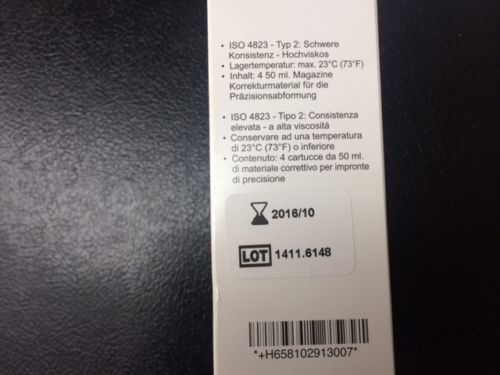 • ISO 4823 - Typ 2: Schwere
Konsistenz - Hochviskos
• Lagertemperatur: max. 23°C (73°F)
• Inhalt: 4 50 ml. Magazine
Korrekturmaterial für die
Präzisionsabformung
• ISO 4823 - Tipo 2: Consistenza
elevata - a alta viscosità
• Conservare ad una temperatura
di 23°C (73°F) o inferiore
• Contenuto: 4 cartucce da 50 ml.
di materiale correttivo per impronte
di precisione
2016/10
LOT 1411.6148
*+H658102913007*